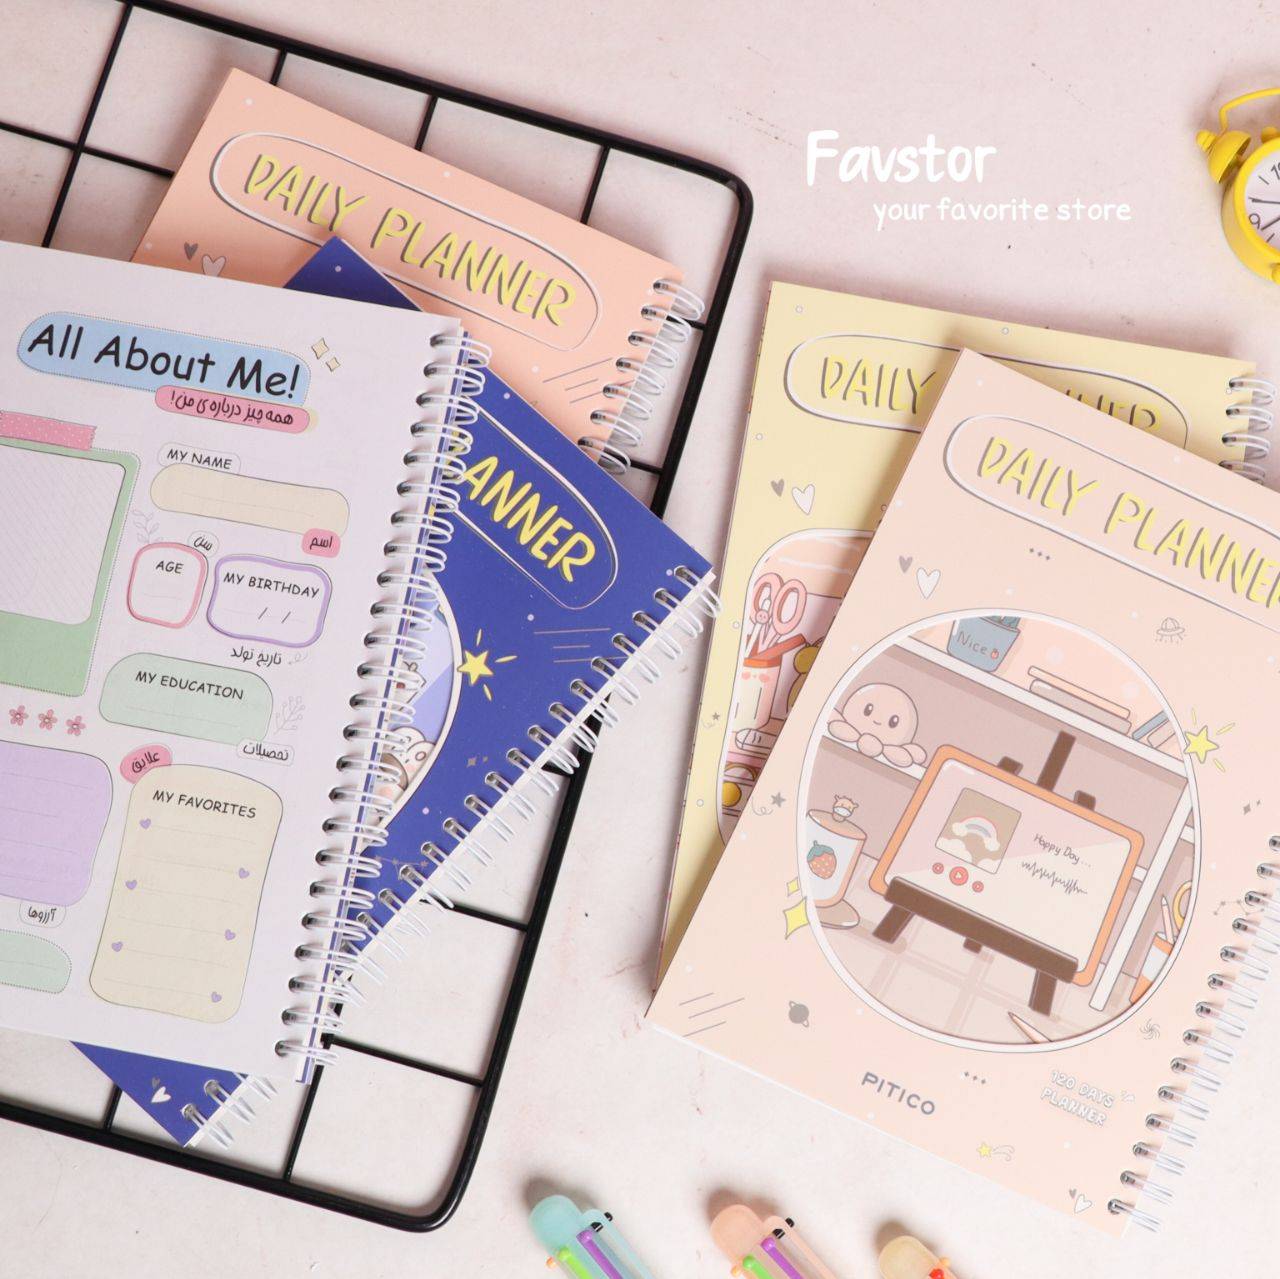 Favstor
your favorite store
DAILY PLANNER
All About Me!
همه چیز درباره ی من!
MY NAME
اسم
سن
AGE
MY BIRTHDAY
/ /
تاریخ تولد
MY EDUCATION
تحصیلات
علایق
MY FAVORITES
آرزوها
ANNER
DAILY
NNER
DAILY PLANNER
Nice
Happy Day...
PITICO
120 DAYS
PLANNER